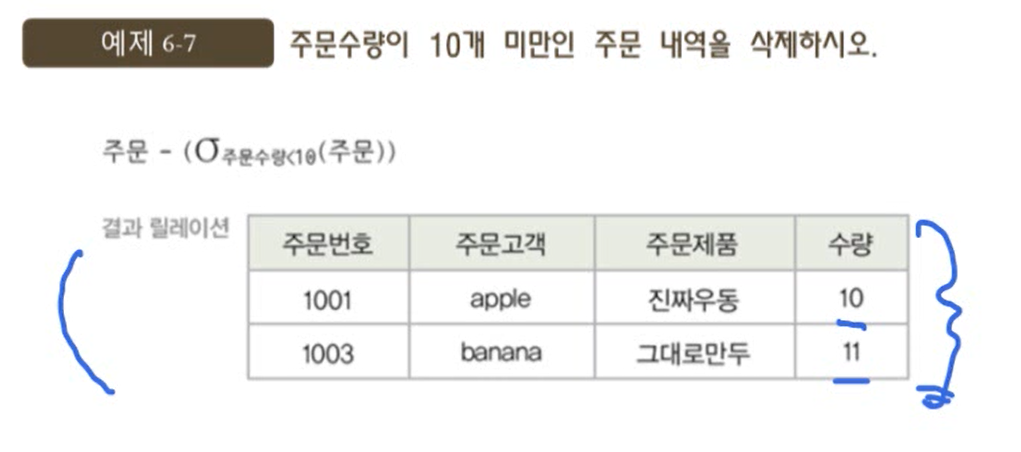 예제 6-7 주문수량이 10개 미만인 주문 내역을 삭제하시오.
주문 - (σ주문수량<10(주문))
결과 릴레이션
주문번호 주문고객 주문제품 수량
1001 apple 진짜우동 10
1003 banana 그대로만두 11